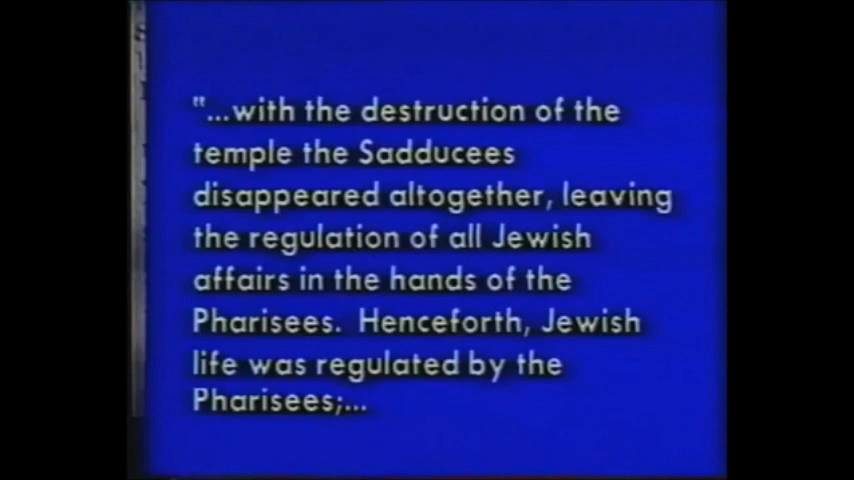 "...with the destruction of the
temple the Sadducees
disappeared altogether, leaving
the regulation of all Jewish
affairs in the hands of the
Pharisees.  Henceforth, Jewish
life was regulated by the
Pharisees;...